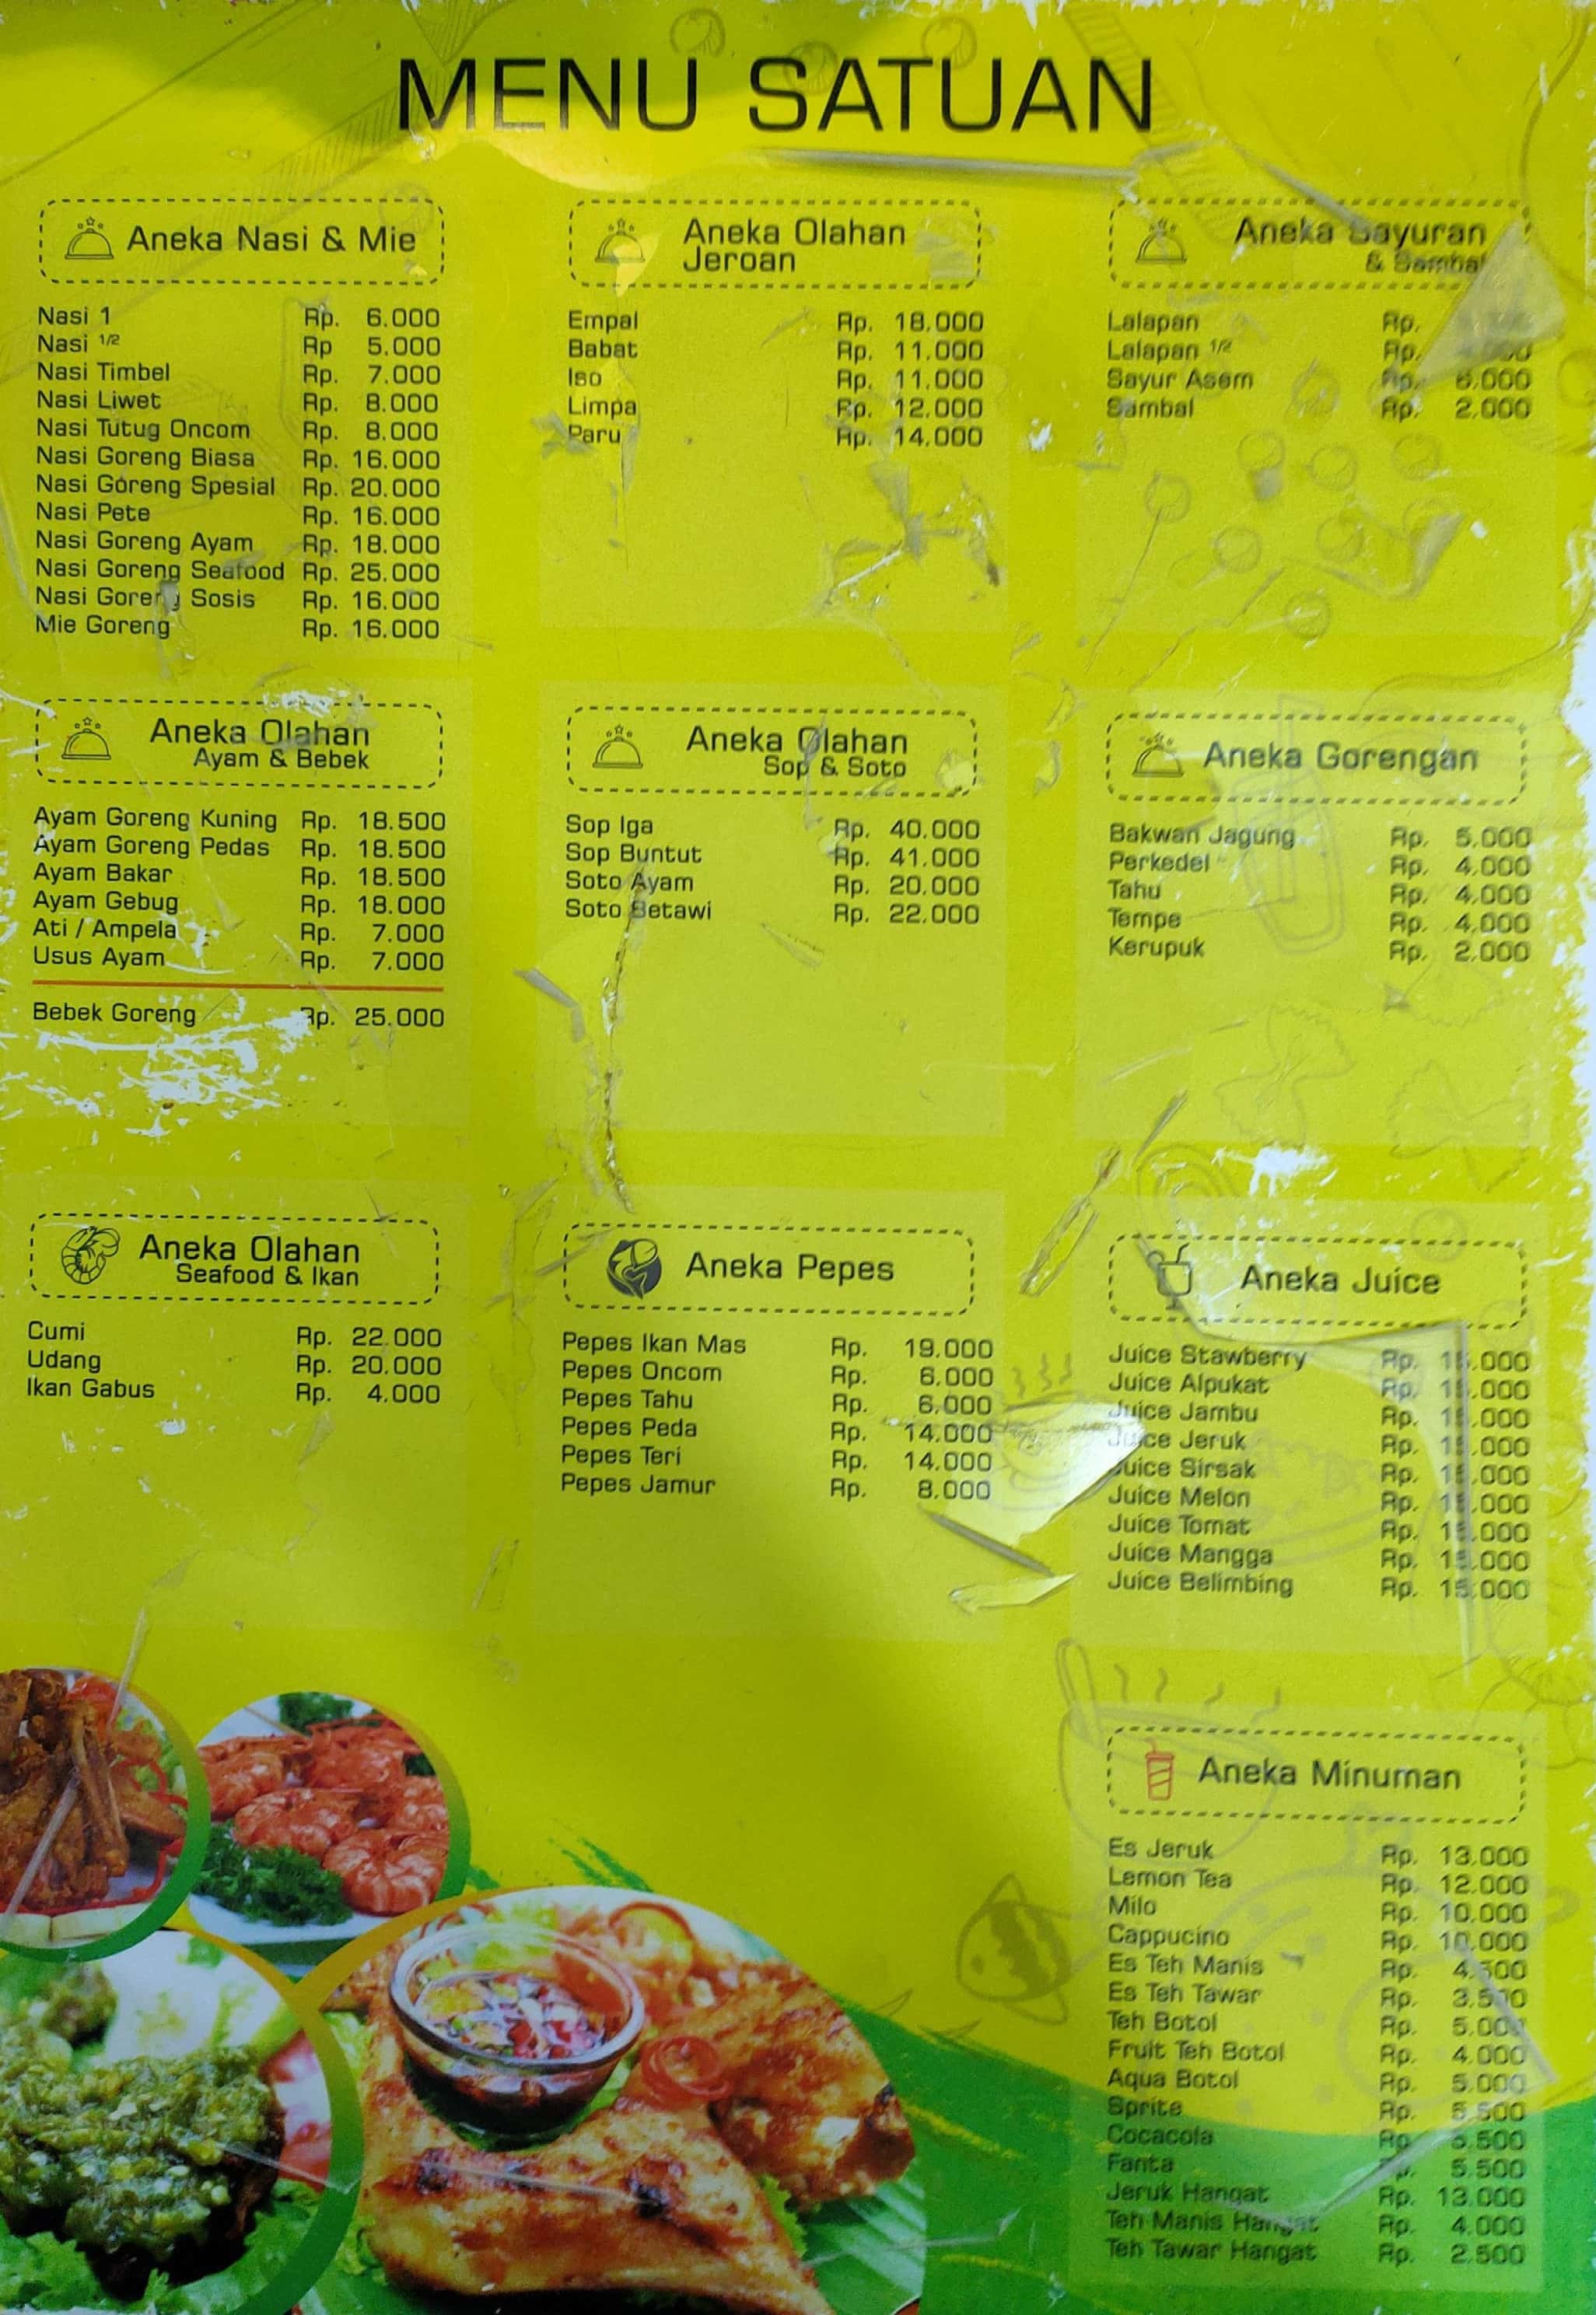 MENU SATUAN
Aneka Nasi & Mie
Nasi 1 Rp. 6.000
Nasi 1/2 Rp 5.000
Nasi Timbel Rp. 7.000
Nasi Liwet Rp. 8.000
Nasi Tutug Oncom Rp. 8.000
Nasi Goreng Biasa Rp. 16.000
Nasi Goreng Spesial Rp. 20.000
Nasi Pete Rp. 16.000
Nasi Goreng Ayam Rp. 18.000
Nasi Goreng Seafood Rp. 25.000
Nasi Goreng Sosis Rp. 16.000
Mie Goreng Rp. 16.000
Aneka Olahan
Jeroan
Empal Rp. 18.000
Babat Rp. 11.000
Iso Rp. 11.000
Limpa Rp. 12.000
Paru Rp. 14.000
Aneka Sayuran
& Sambal
Lalapan Rp.
Lalapan 1/2 Rp.
Sayur Asem Rp. 6.000
Sambal Rp. 2.000
Aneka Olahan
Ayam & Bebek
Ayam Goreng Kuning Rp. 18.500
Ayam Goreng Pedas Rp. 18.500
Ayam Bakar Rp. 18.500
Ayam Gebug Rp. 18.000
Ati / Ampela Rp. 7.000
Usus Ayam Rp. 7.000
Bebek Goreng Rp. 25.000
Aneka Olahan
Sop & Soto
Sop Iga Rp. 40.000
Sop Buntut Rp. 41.000
Soto Ayam Rp. 20.000
Soto Betawi Rp. 22.000
Aneka Gorengan
Bakwan Jagung Rp. 5.000
Perkedel Rp. 4.000
Tahu Rp. 4.000
Tempe Rp. 4.000
Kerupuk Rp. 2.000
Aneka Olahan
Seafood & Ikan
Cumi Rp. 22.000
Udang Rp. 20.000
Ikan Gabus Rp. 4.000
Aneka Pepes
Pepes Ikan Mas Rp. 19.000
Pepes Oncom Rp. 6.000
Pepes Tahu Rp. 6.000
Pepes Peda Rp. 14.000
Pepes Teri Rp. 14.000
Pepes Jamur Rp. 8.000
Aneka Juice
Juice Stawberry Rp.
Juice Alpukat Rp.
Juice Jambu Rp.
Juice Jeruk Rp.
Juice Sirsak Rp.
Juice Melon Rp.
Juice Tomat Rp.
Juice Mangga Rp. 15.000
Juice Belimbing Rp. 15.000
Aneka Minuman
Es Jeruk Rp. 13.000
Lemon Tea Rp. 12.000
Milo Rp. 10.000
Cappucino Rp. 10.000
Es Teh Manis Rp. 4.500
Es Teh Tawar Rp. 3.500
Teh Botol Rp. 5.000
Fruit Teh Botol Rp. 4.000
Aqua Botol Rp. 5.000
Sprite Rp. 5.500
Cocacola Rp 5.500
Fanta Rp. 5.500
Jeruk Hangat Rp. 13.000
Teh Manis Hangat Rp. 4.000
Teh Tawar Hangat Rp. 2.500